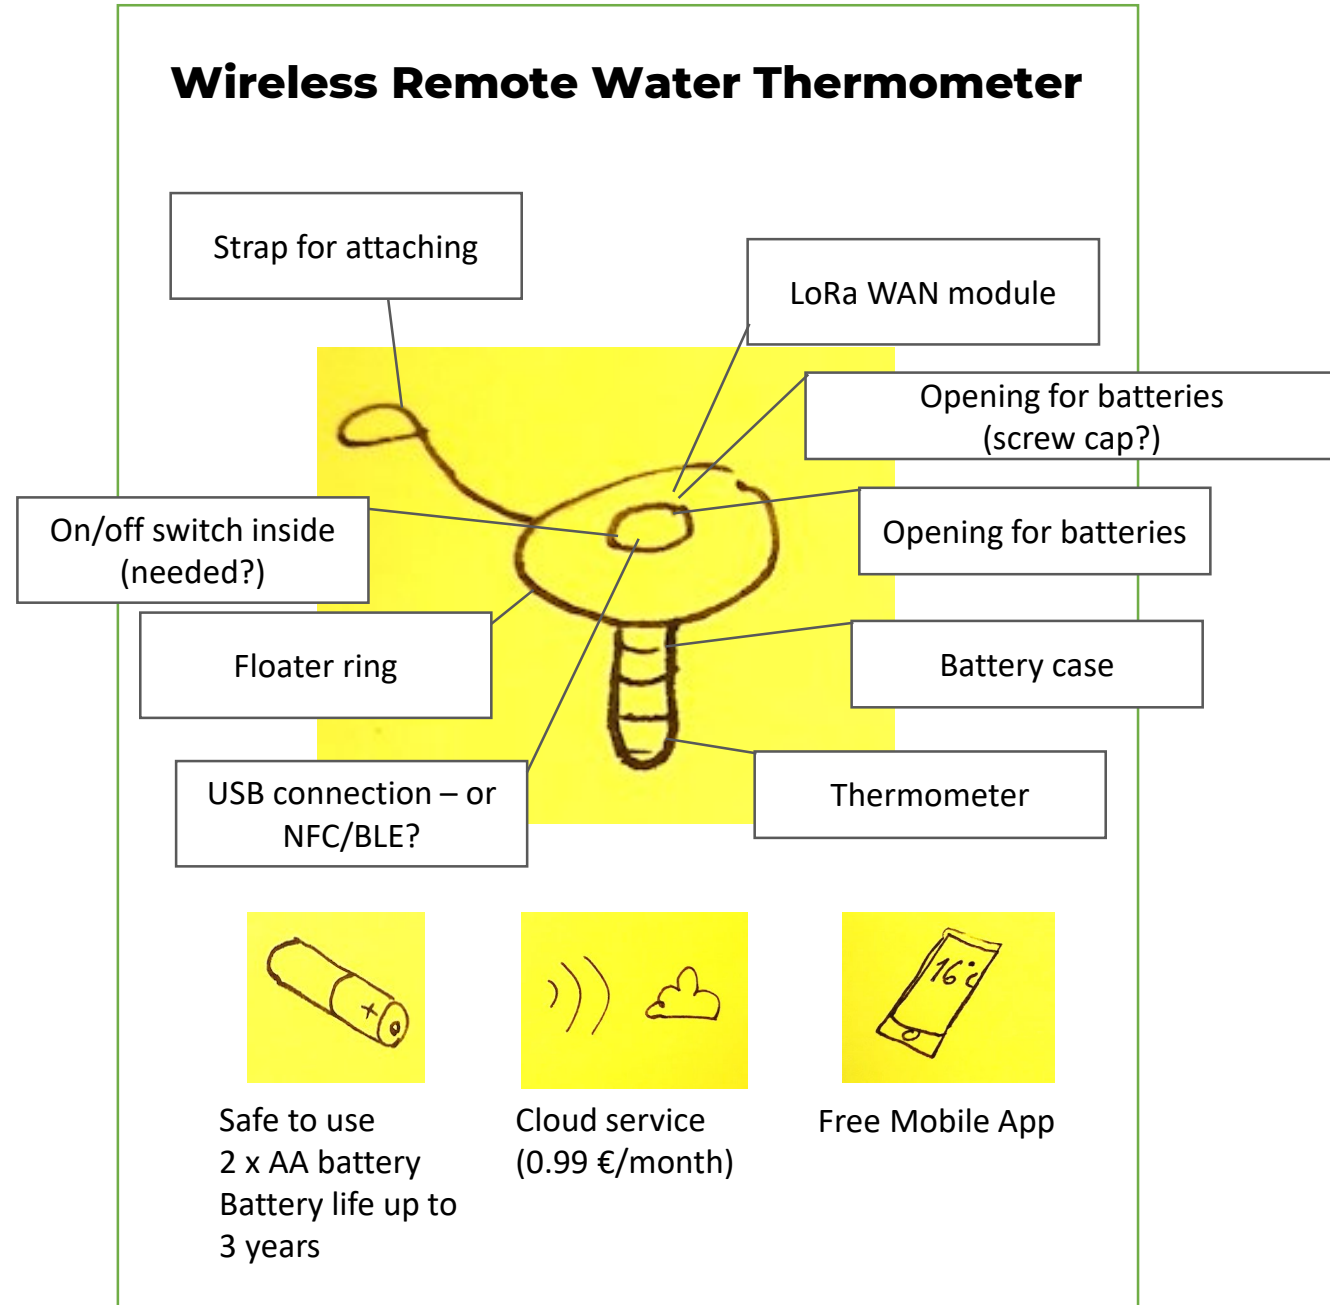 Wireless Remote Water Thermometer
Strap for attaching
LoRa WAN module
Opening for batteries
(screw cap?)
On/off switch inside
(needed?)
Opening for batteries
Floater ring
Battery case
USB connection – or
NFC/BLE?
Thermometer
+
16°c
Safe to use
2 x AA battery
Battery life up to
3 years
Cloud service
(0.99 €/month)
Free Mobile App